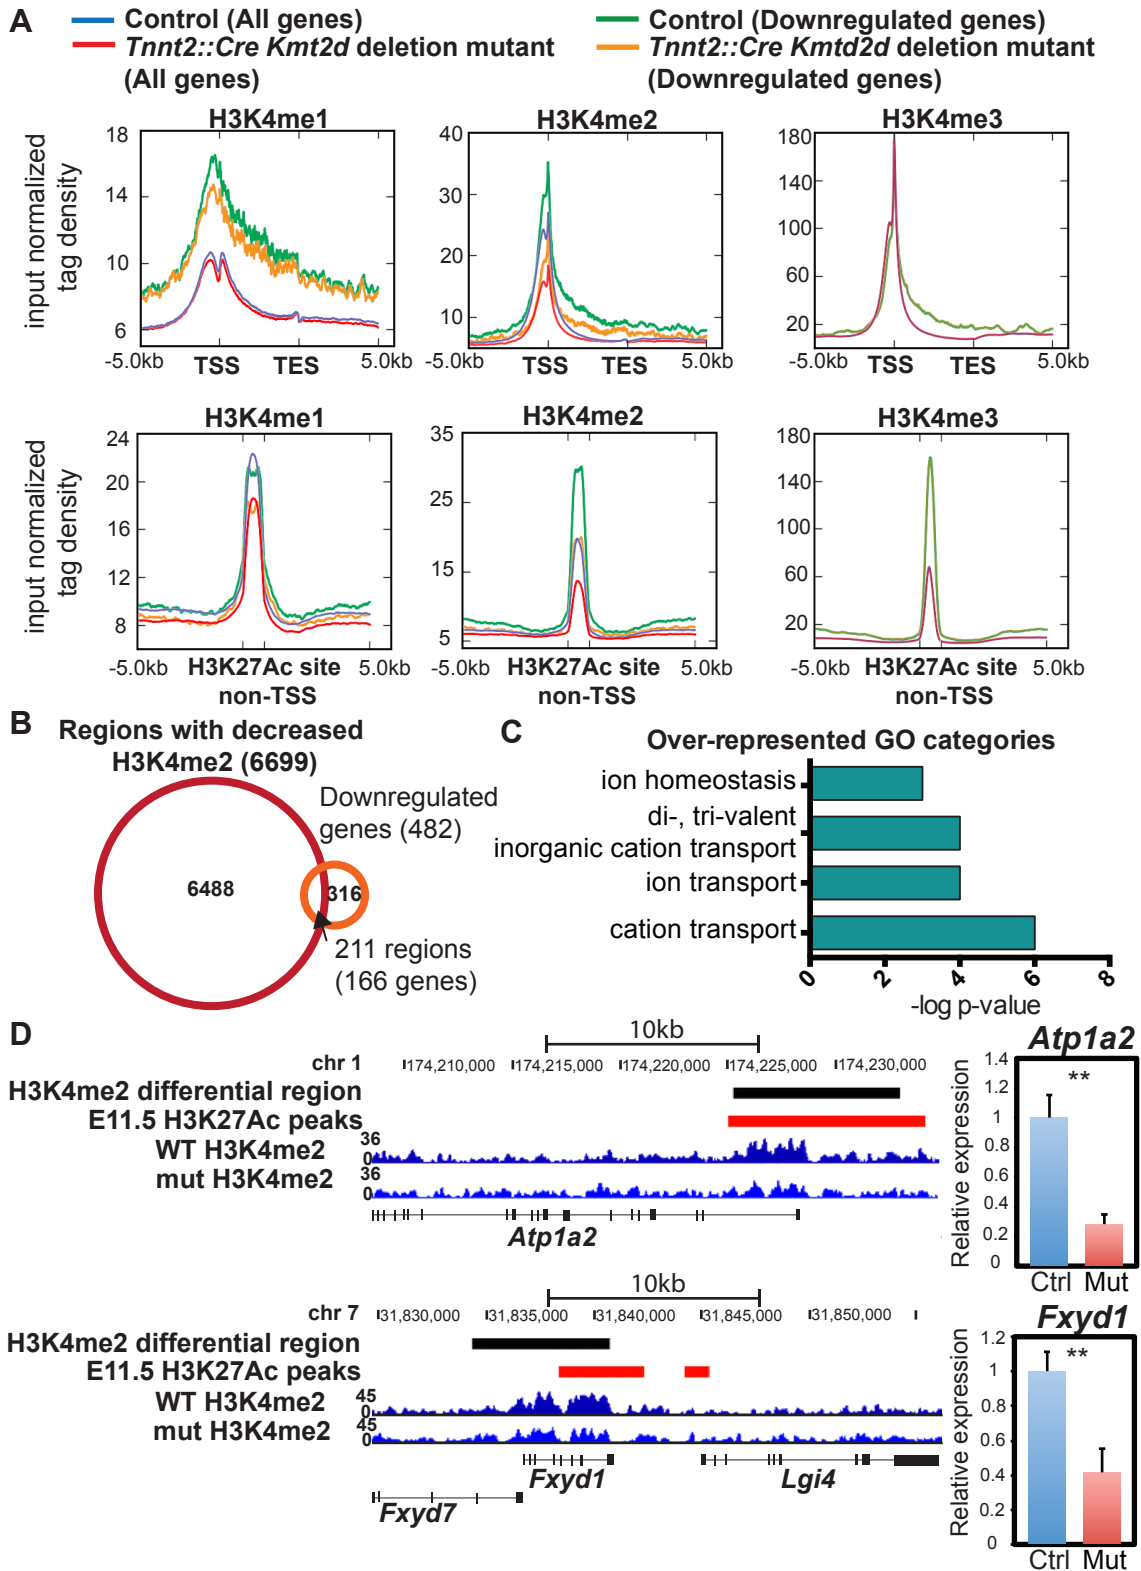 A
Control (All genes)
Control (Downregulated genes)
Tnnt2::Cre Kmt2d deletion mutant
(All genes)
Tnnt2::Cre Kmtd2d deletion mutant
(Downregulated genes)
H3K4me1
H3K4me2
H3K4me3
input normalized
tag density
18
14
10
6
-5.0kb TSS TES 5.0kb
40
30
20
10
-5.0kb TSS TES 5.0kb
180
140
100
60
20
-5.0kb TSS TES 5.0kb
H3K4me1
H3K4me2
H3K4me3
input normalized
tag density
24
20
16
12
8
-5.0kb H3K27Ac site 5.0kb
non-TSS
35
25
15
5
-5.0kb H3K27Ac site 5.0kb
non-TSS
180
140
100
60
20
-5.0kb H3K27Ac site 5.0kb
non-TSS
B
Regions with decreased
H3K4me2 (6699)
Downregulated
genes (482)
6488
316
211 regions
(166 genes)
C
Over-represented GO categories
ion homeostasis
di-, tri-valent
inorganic cation transport
ion transport
cation transport
0 2 4 6 8
-log p-value
D
10kb
chr 1
174,210,000 174,215,000 174,220,000 174,225,000 174,230,000
H3K4me2 differential region
E11.5 H3K27Ac peaks
WT H3K4me2
36
0
mut H3K4me2
36
0
Atp1a2
Atp1a2
Relative expression
1.4
1.2
1
0.8
0.6
0.4
0.2
0
**
Ctrl Mut
10kb
chr 7
31,830,000 31,835,000 31,840,000 31,845,000 31,850,000
H3K4me2 differential region
E11.5 H3K27Ac peaks
WT H3K4me2
45
0
mut H3K4me2
45
0
Fxyd1
Lgi4
Fxyd7
Fxyd1
Relative expression
1.2
1
0.8
0.6
0.4
0.2
0
**
Ctrl Mut